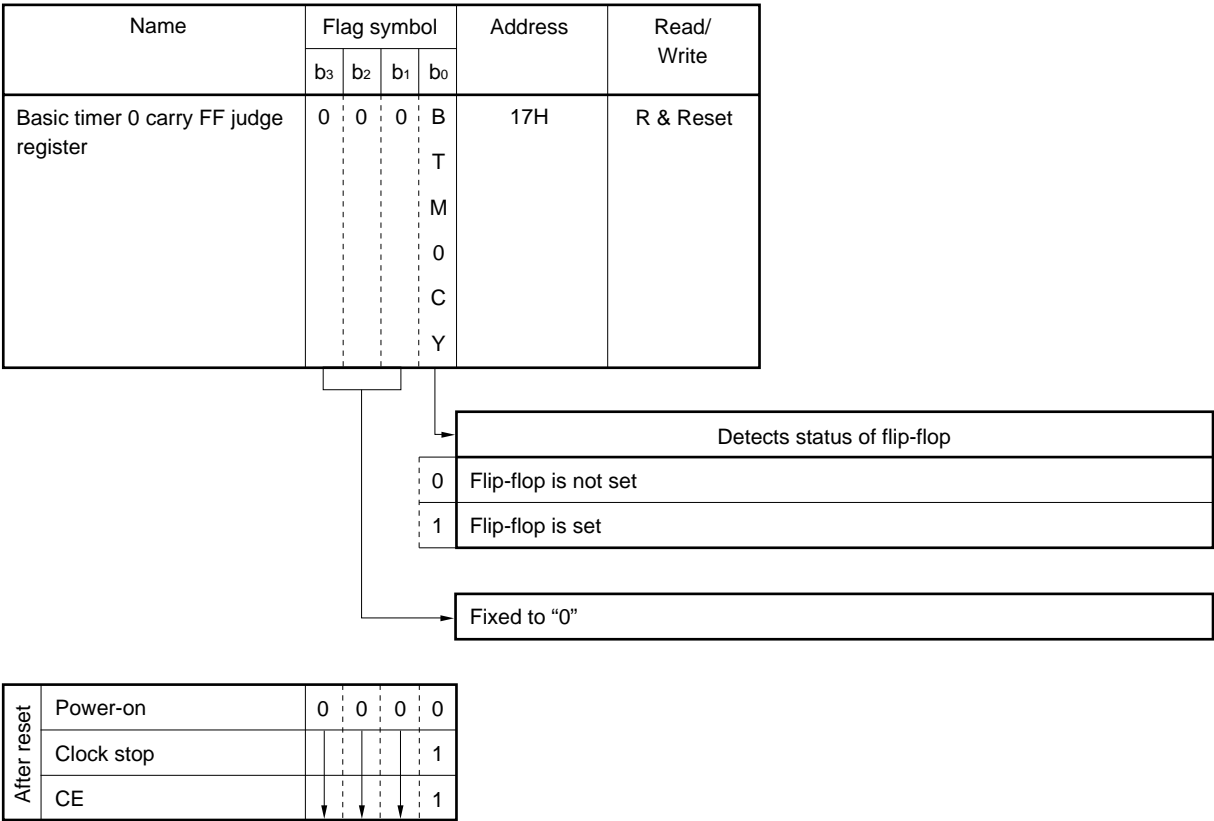 Name Flag symbol Address Read/
Write
b3 b2 b1 b0
Basic timer 0 carry FF judge 0 0 0 B 17H R & Reset
register
T
M
0
C
Y
Detects status of flip-flop
0 Flip-flop is not set
1 Flip-flop is set
Fixed to “0”
After reset
Power-on 0 0 0 0
Clock stop 1
CE 1